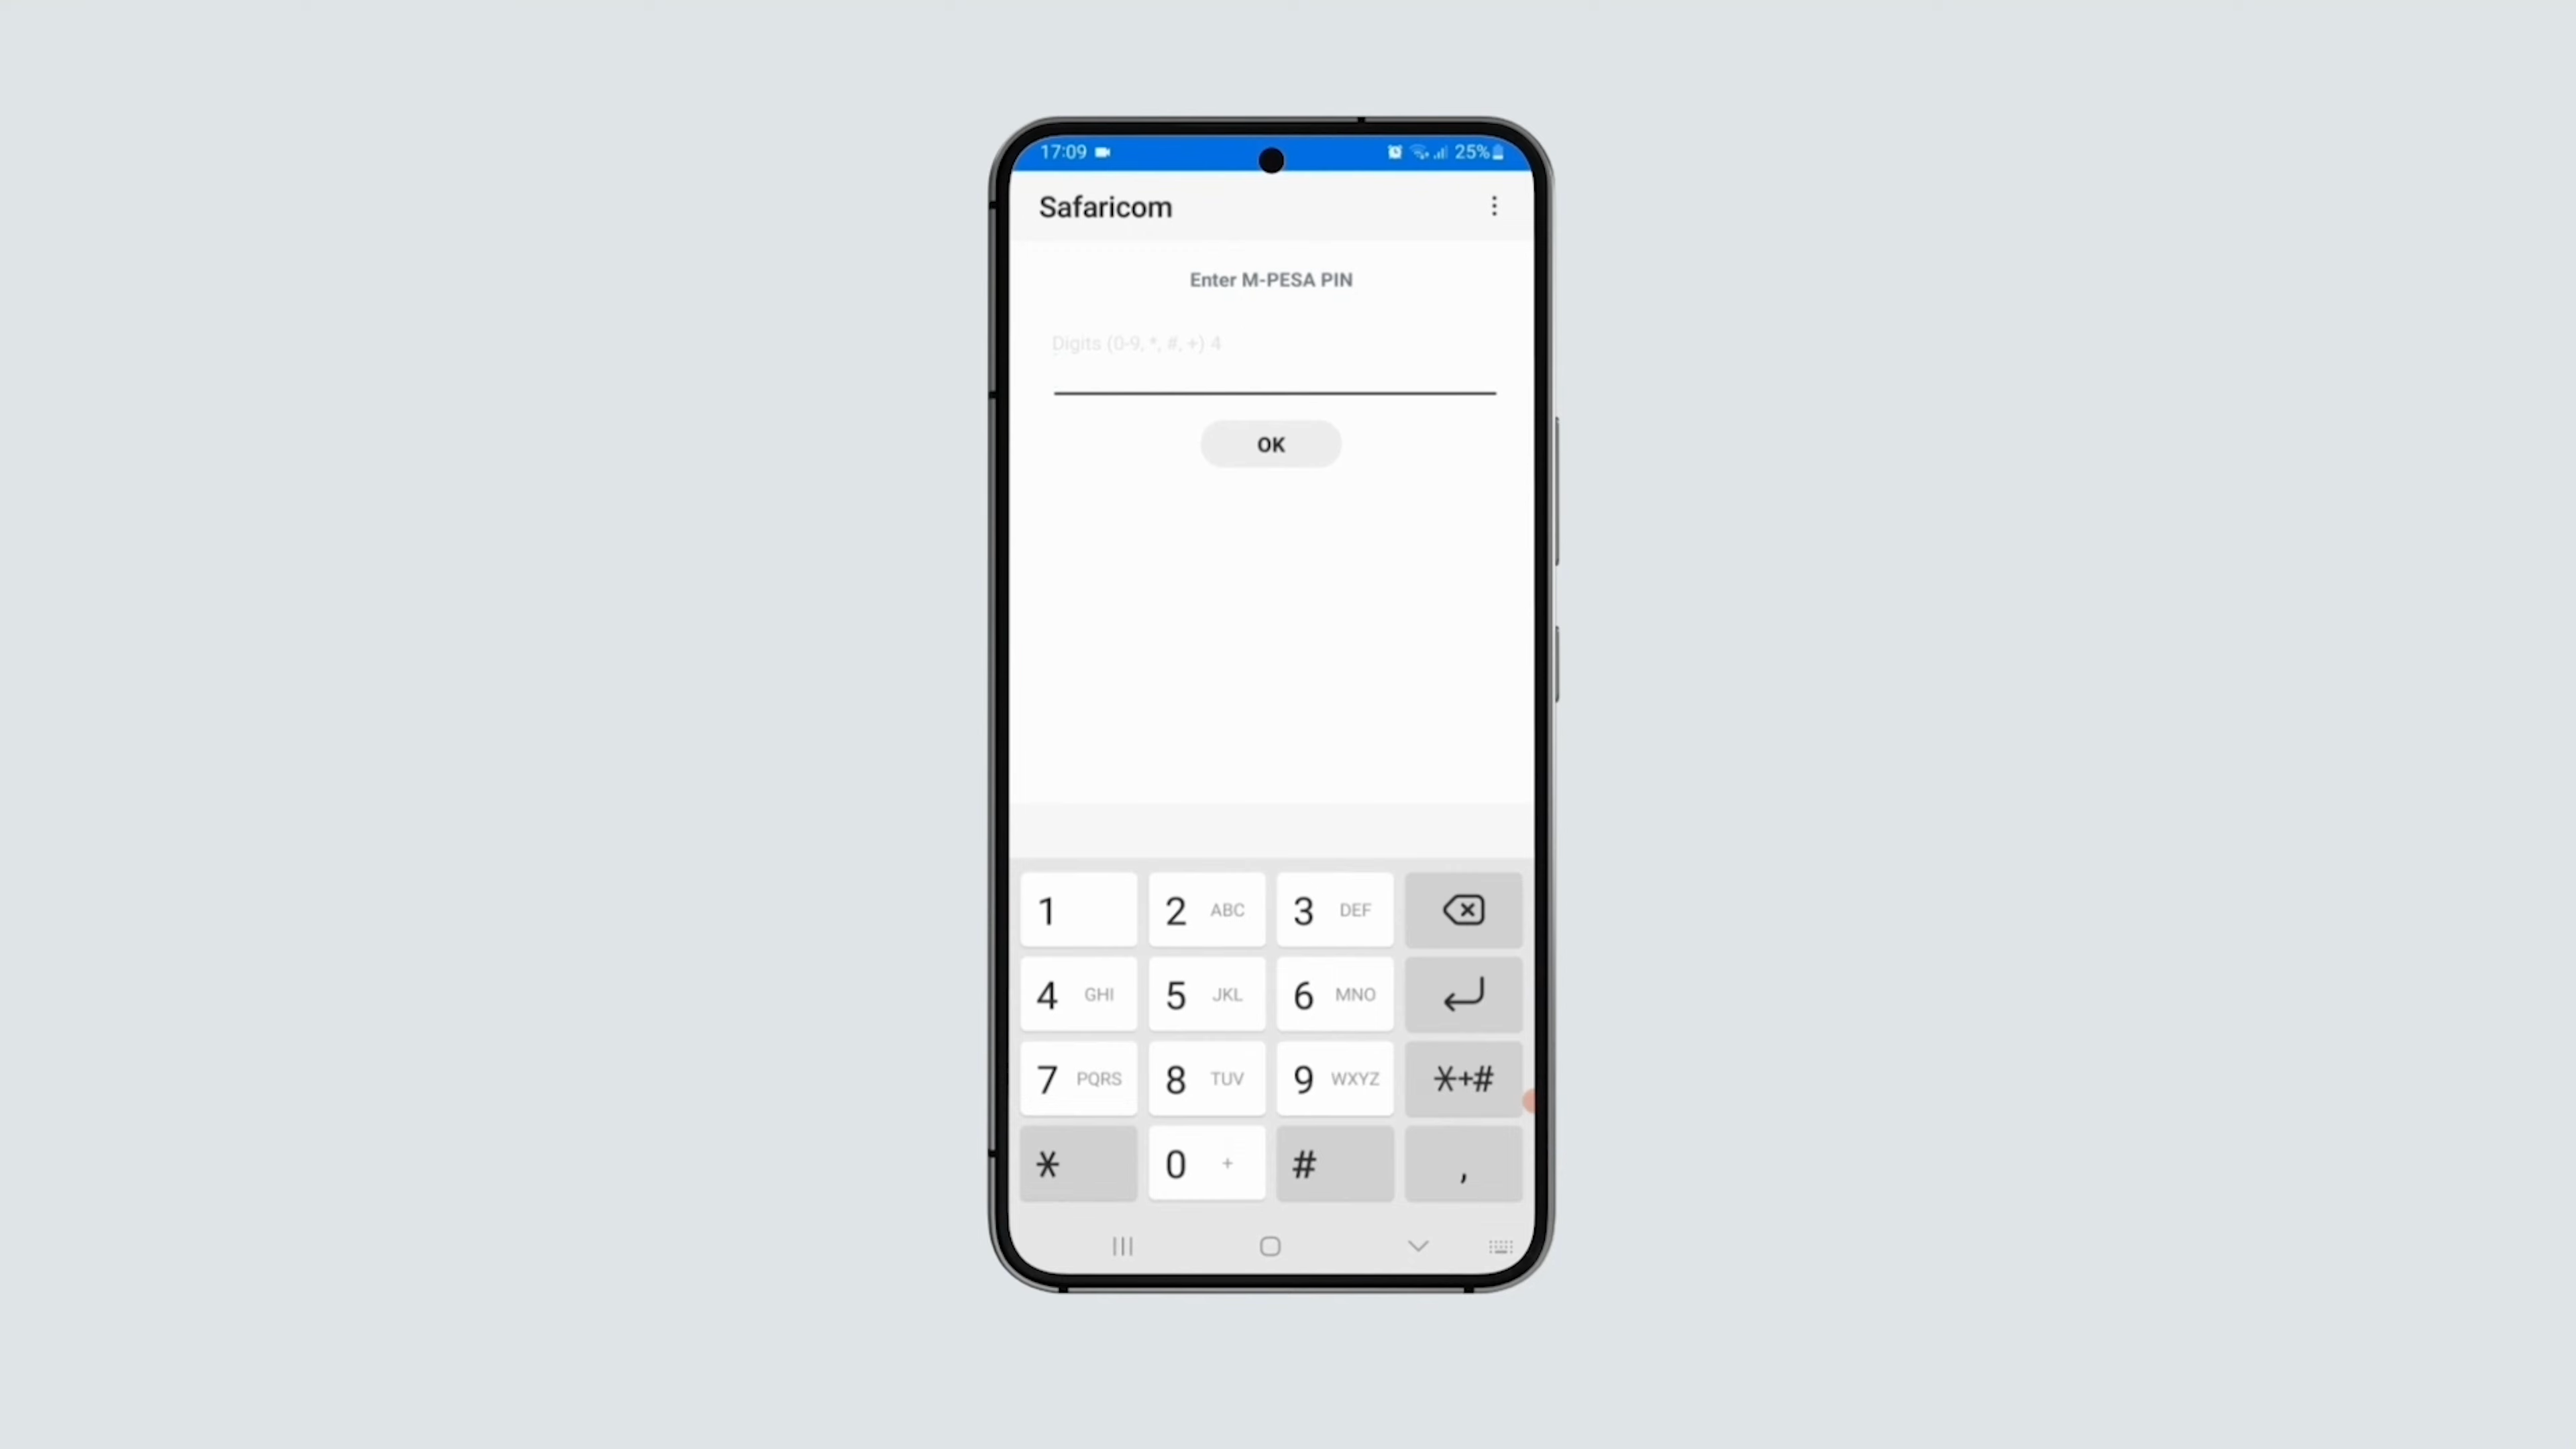 17:09 25%
Safaricom
Enter M-PESA PIN
Digits (0-9, *, #, +) 4
OK
1 2 ABC 3 DEF
4 GHI 5 JKL 6 MNO
7 PQRS 8 TUV 9 WXYZ *+#
* 0 + # ,